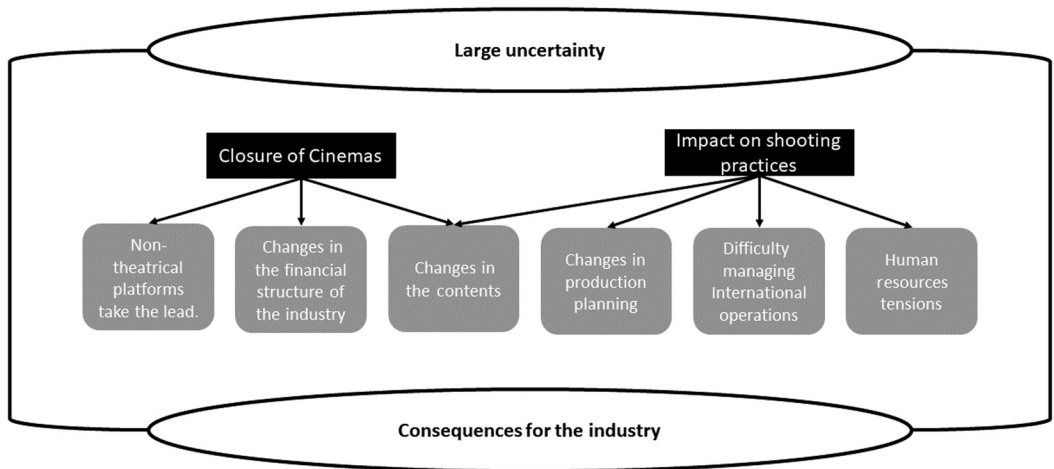 Large uncertainty
Closure of Cinemas
Impact on shooting
practices
Non-
theatrical
platforms
take the lead.
Changes in
the financial
structure of
the industry
Changes in
the contents
Changes in
production
planning
Difficulty
managing
International
operations
Human
resources
tensions
Consequences for the industry